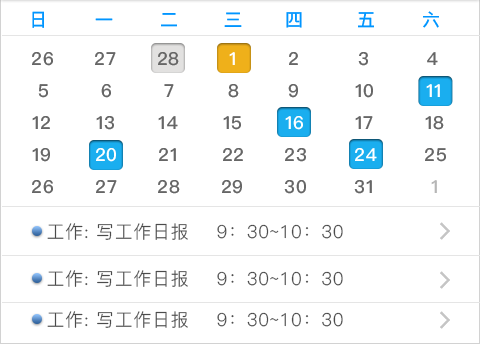 日 一 二 三 四 五 六
26 27 28 1 2 3 4
5 6 7 8 9 10 11
12 13 14 15 16 17 18
19 20 21 22 23 24 25
26 27 28 29 30 31 1
工作: 写工作日报 9：30~10：30
工作: 写工作日报 9：30~10：30
工作: 写工作日报 9：30~10：30